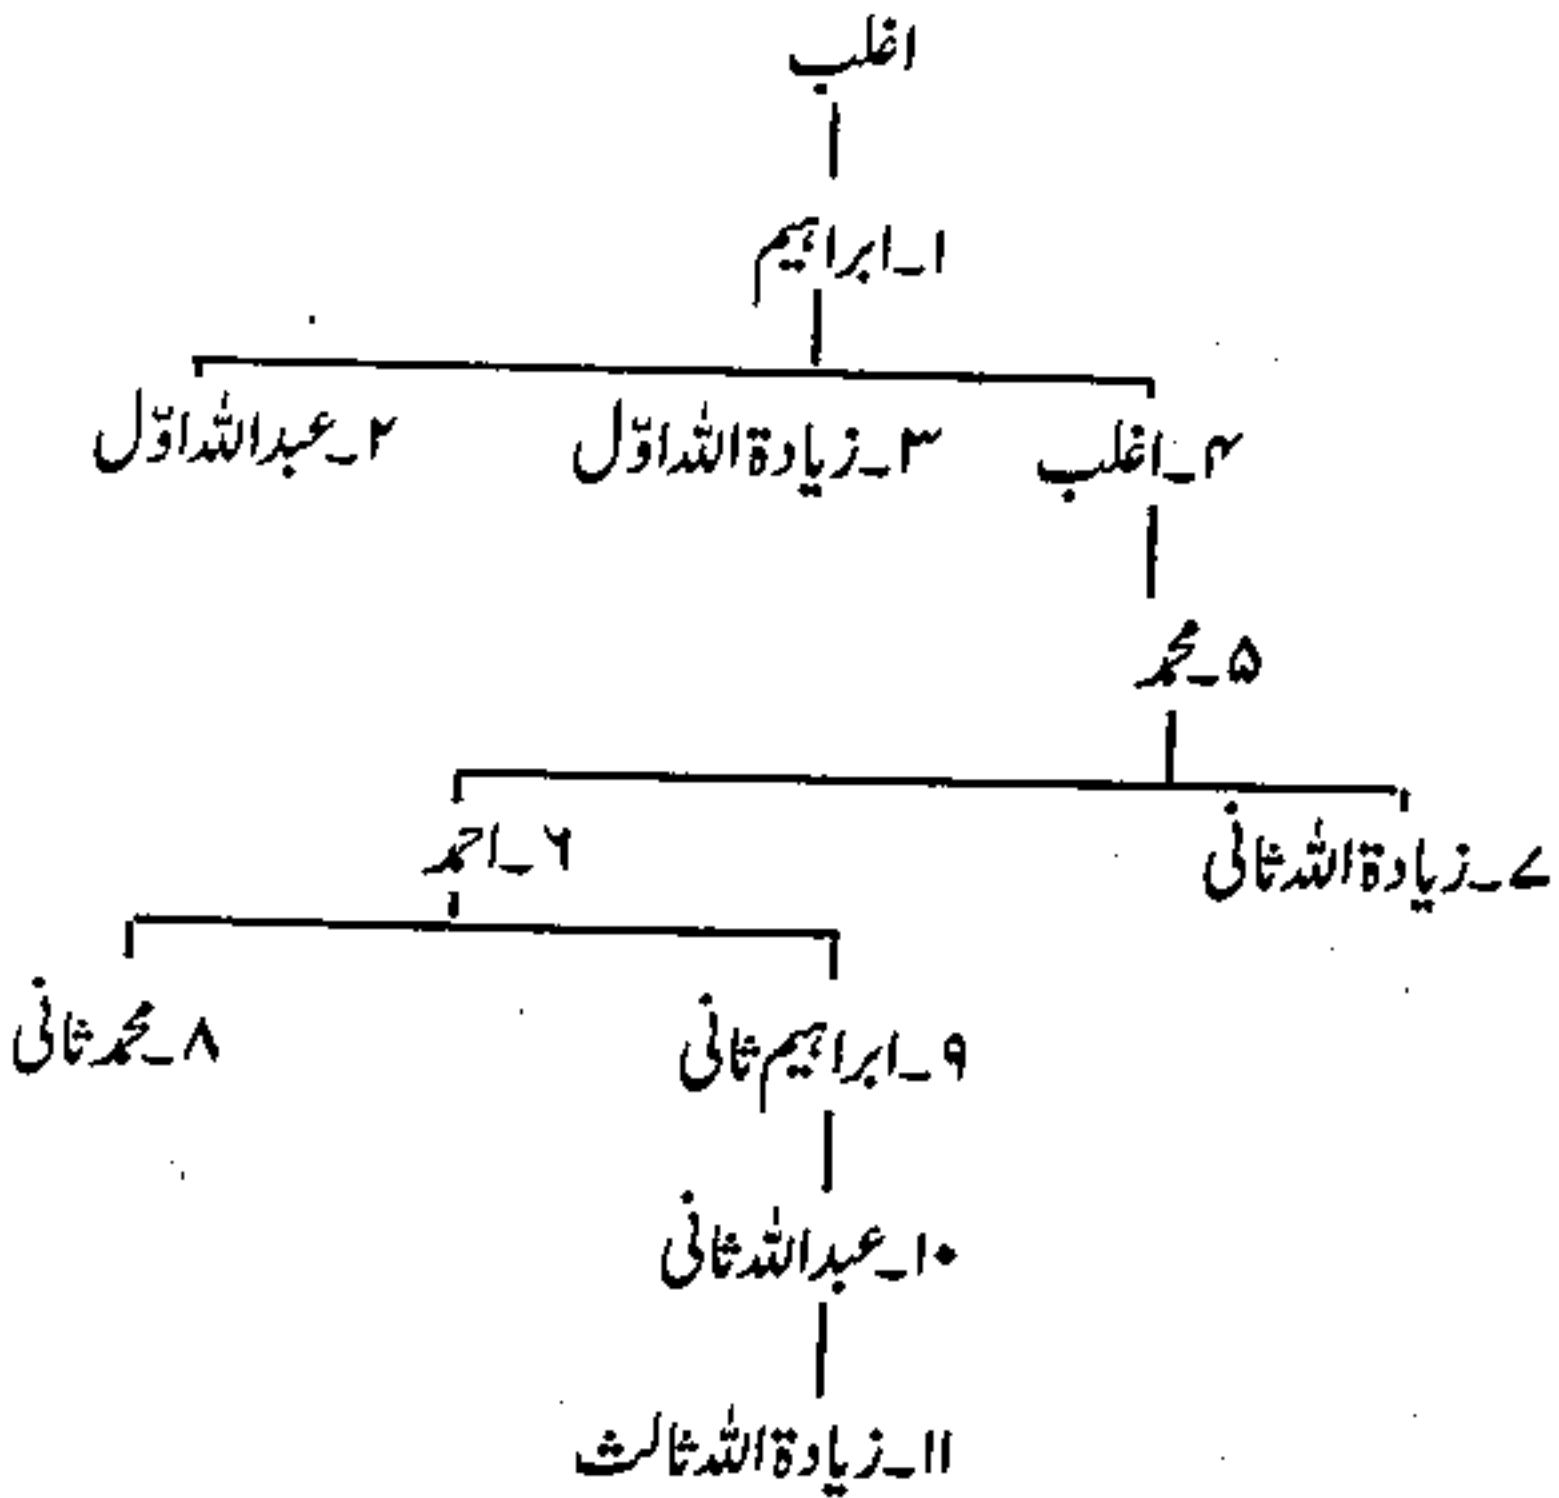 اغلب
۱۔ابراہیم
۴۔اغلب ۳۔زیادۃ اللہ اوّل ۲۔عبداللہ اوّل
۵۔محمد
۷۔زیادۃ اللہ ثانی ۶۔احمد
۹۔ابراہیم ثانی ۸۔محمد ثانی
۱۰۔عبداللہ ثانی
۱۱۔زیادۃ اللہ ثالث